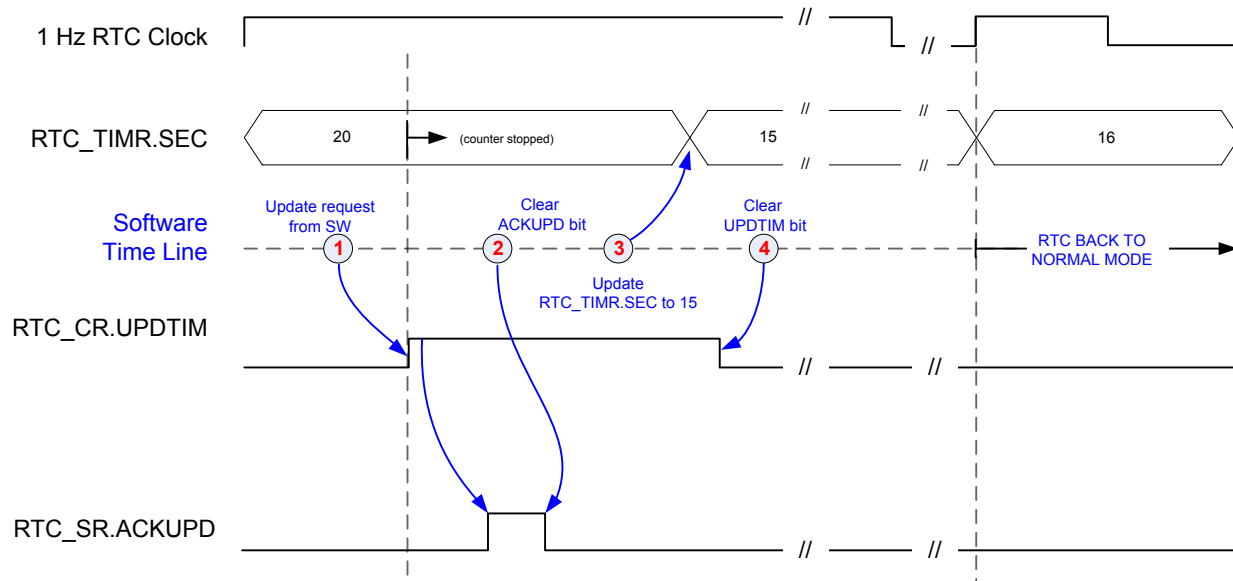 //
1 Hz RTC Clock
//
//
//
RTC_TIMR.SEC
20
(counter stopped)
15
16
//
//
Update request
from SW
Clear
ACKUPD bit
Clear
UPDTIM bit
Software
Time Line
1
2
3
4
RTC BACK TO
NORMAL MODE
Update
RTC_TIMR.SEC to 15
RTC_CR.UPDTIM
//
//
RTC_SR.ACKUPD
//
//